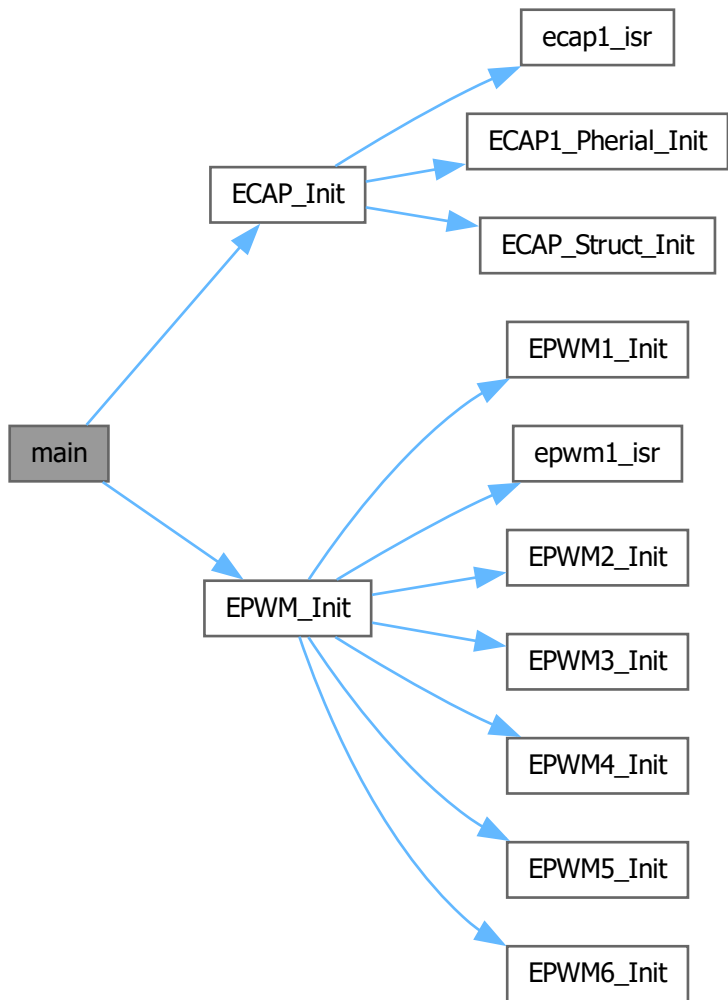 ecap1_isr
ECAP1_Pherial_Init
ECAP_Init
ECAP_Struct_Init
EPWM1_Init
main
epwm1_isr
EPWM2_Init
EPWM_Init
EPWM3_Init
EPWM4_Init
EPWM5_Init
EPWM6_Init